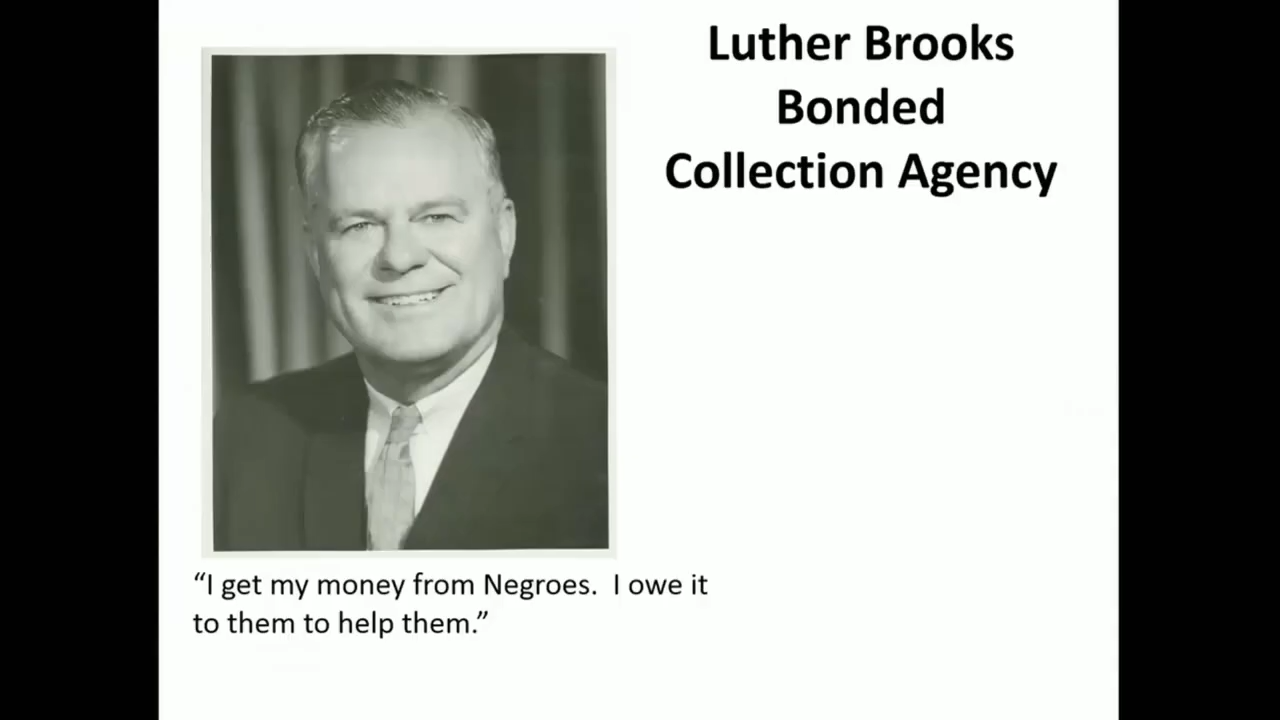 Luther Brooks
Bonded
Collection Agency
“I get my money from Negroes.  I owe it
to them to help them.”